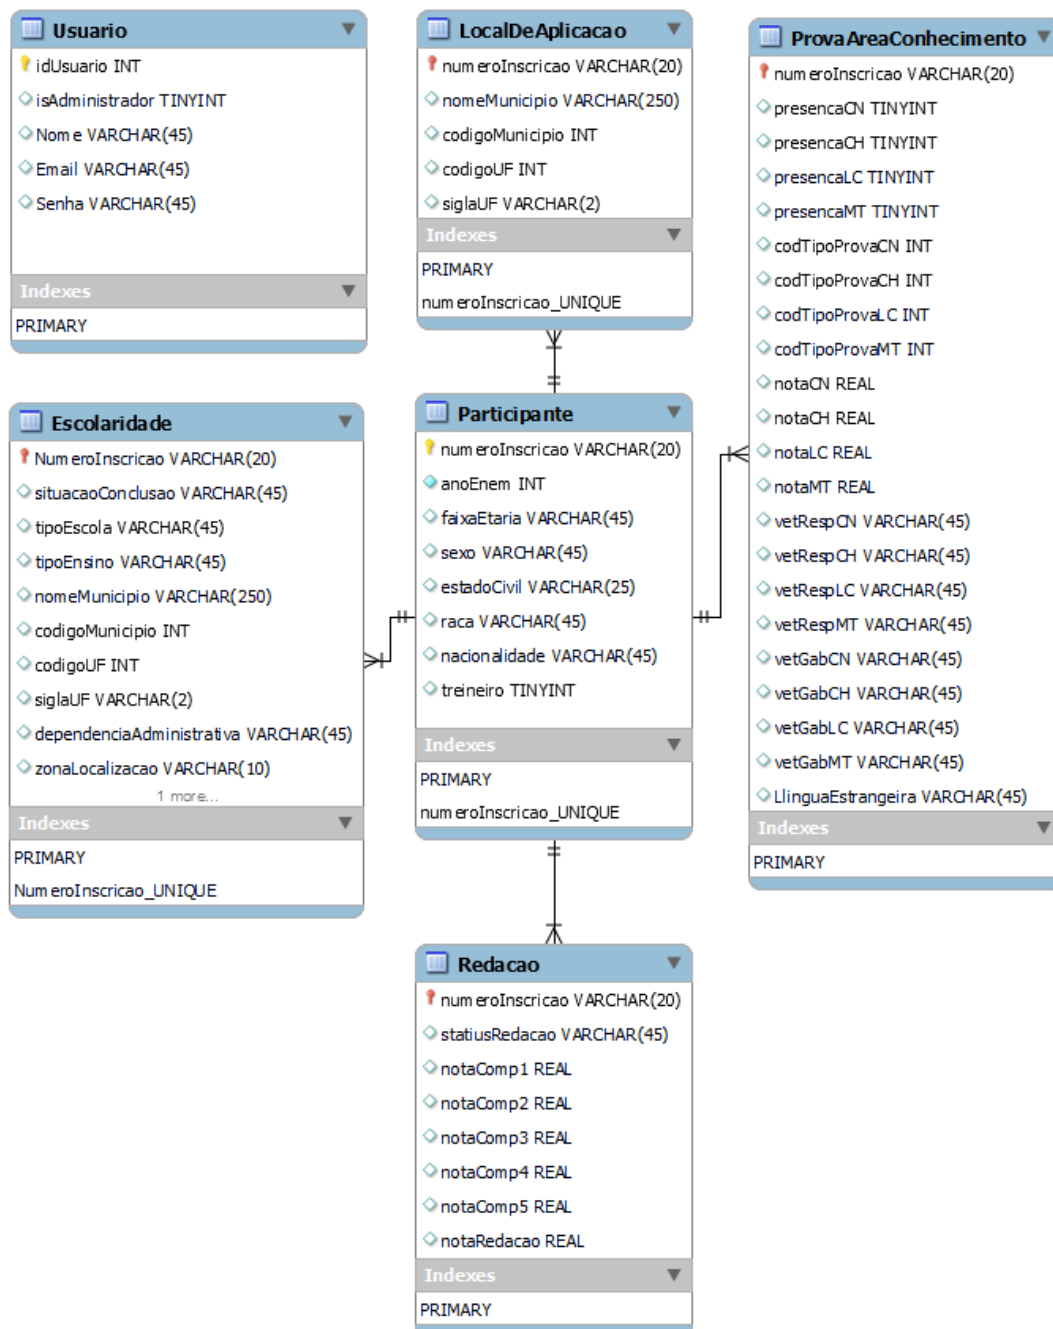 Usuario
idUsuario INT
isAdministrador TINYINT
Nome VARCHAR(45)
Email VARCHAR(45)
Senha VARCHAR(45)
Indexes
PRIMARY
LocalDeAplicacao
numeroInscricao VARCHAR(20)
nomeMunicipio VARCHAR(250)
codigoMunicipio INT
codigoUF INT
siglaUF VARCHAR(2)
Indexes
PRIMARY
numeroInscricao_UNIQUE
ProvaAreaConhecimento
numeroInscricao VARCHAR(20)
presencaCN TINYINT
presencaCH TINYINT
presencaLC TINYINT
presencaMT TINYINT
codTipoProvaCN INT
codTipoProvaCH INT
codTipoProvaLC INT
codTipoProvaMT INT
notaCN REAL
notaCH REAL
notaLC REAL
notaMT REAL
vetRespCN VARCHAR(45)
vetRespCH VARCHAR(45)
vetRespLC VARCHAR(45)
vetRespMT VARCHAR(45)
vetGabCN VARCHAR(45)
vetGabCH VARCHAR(45)
vetGabLC VARCHAR(45)
vetGabMT VARCHAR(45)
LlinguaEstrangeira VARCHAR(45)
Indexes
PRIMARY
Escolaridade
NumeroInscricao VARCHAR(20)
situacaoConclusao VARCHAR(45)
tipoEscola VARCHAR(45)
tipoEnsino VARCHAR(45)
nomeMunicipio VARCHAR(250)
codigoMunicipio INT
codigoUF INT
siglaUF VARCHAR(2)
dependenciaAdministrativa VARCHAR(45)
zonaLocalizacao VARCHAR(10)
1 more...
Indexes
PRIMARY
NumeroInscricao_UNIQUE
Participante
numeroInscricao VARCHAR(20)
anoEnem INT
faixaEtaria VARCHAR(45)
sexo VARCHAR(45)
estadoCivil VARCHAR(25)
raca VARCHAR(45)
nacionalidade VARCHAR(45)
treineiro TINYINT
Indexes
PRIMARY
numeroInscricao_UNIQUE
Redacao
numeroInscricao VARCHAR(20)
statiusRedacao VARCHAR(45)
notaComp1 REAL
notaComp2 REAL
notaComp3 REAL
notaComp4 REAL
notaComp5 REAL
notaRedacao REAL
Indexes
PRIMARY